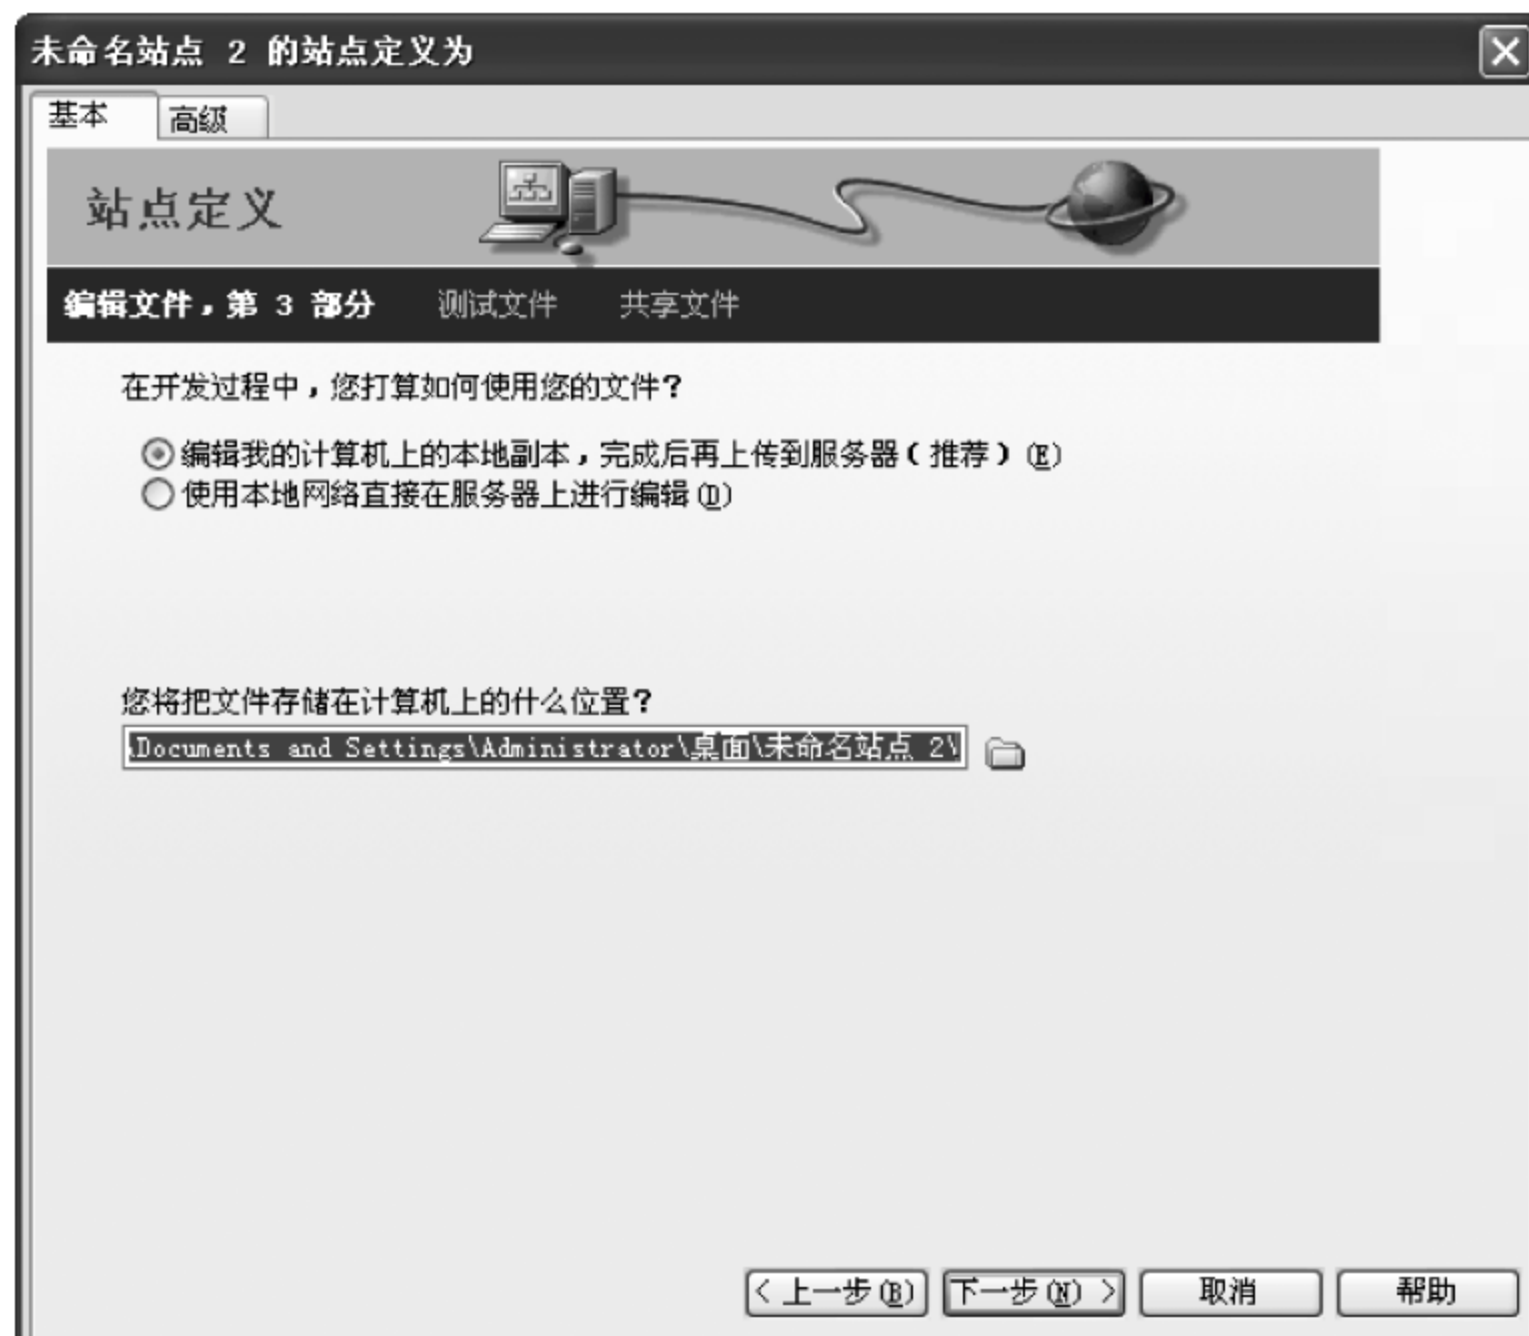 未命名站点 2 的站点定义为
基本 高级
站点定义
编辑文件，第 3 部分 测试文件 共享文件
在开发过程中，您打算如何使用您的文件？
编辑我的计算机上的本地副本，完成后再上传到服务器（推荐）(E)
使用本地网络直接在服务器上进行编辑(D)
您将把文件存储在计算机上的什么位置？
\Documents and Settings\Administrator\桌面\未命名站点 2\
< 上一步(B) 下一步(N) > 取消 帮助